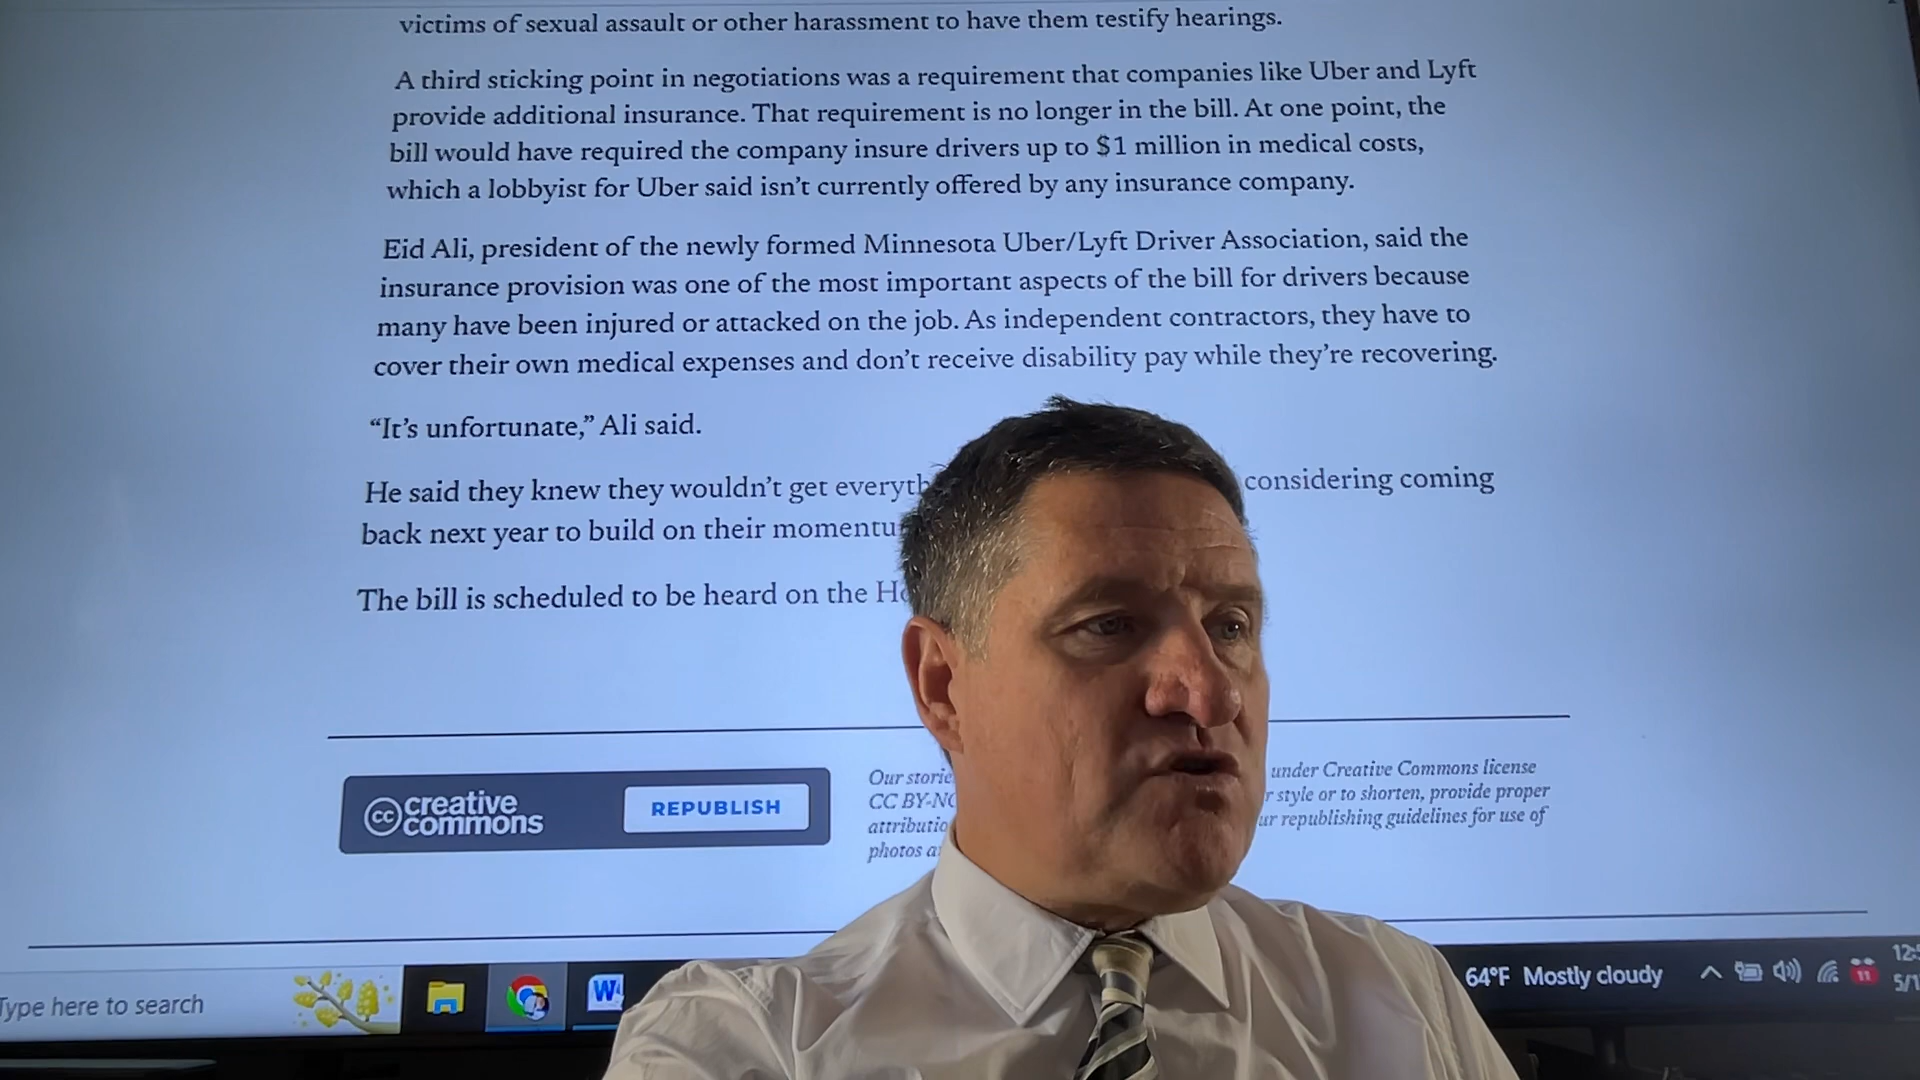 victims of sexual assault or other harassment to have them testify hearings.
A third sticking point in negotiations was a requirement that companies like Uber and Lyft
provide additional insurance. That requirement is no longer in the bill. At one point, the
bill would have required the company insure drivers up to $1 million in medical costs,
which a lobbyist for Uber said isn't currently offered by any insurance company.
Eid Ali, president of the newly formed Minnesota Uber/Lyft Driver Association, said the
insurance provision was one of the most important aspects of the bill for drivers because
many have been injured or attacked on the job. As independent contractors, they have to
cover their own medical expenses and don't receive disability pay while they're recovering.
“It's unfortunate,” Ali said.
He said they knew they wouldn't get considering coming
back next year to build on their
The bill is scheduled to be heard on the
Our under Creative Commons license
CC style or to shorten, provide proper
republishing guidelines for use of
photos
cc creative commons
REPUBLISH
Type here to search
W
64°F Mostly cloudy
11